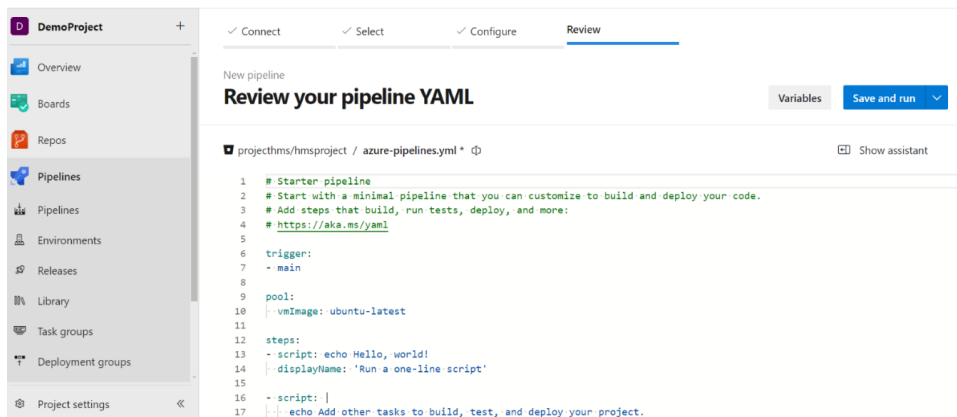 D DemoProject +
Overview
Boards
Repos
Pipelines
Pipelines
Environments
Releases
Library
Task groups
Deployment groups
Project settings
Connect
Select
Configure
Review
New pipeline
Review your pipeline YAML
Variables
Save and run
projecthms/hmsproject / azure-pipelines.yml *
Show assistant
1 # Starter pipeline
2 # Start with a minimal pipeline that you can customize to build and deploy your code.
3 # Add steps that build, run tests, deploy, and more:
4 # https://aka.ms/yaml
5
6 trigger:
7 - main
8
9 pool:
10   vmImage: ubuntu-latest
11
12 steps:
13 - script: echo Hello, world!
14   displayName: 'Run a one-line script'
15
16 - script: |
17     echo Add other tasks to build, test, and deploy your project.